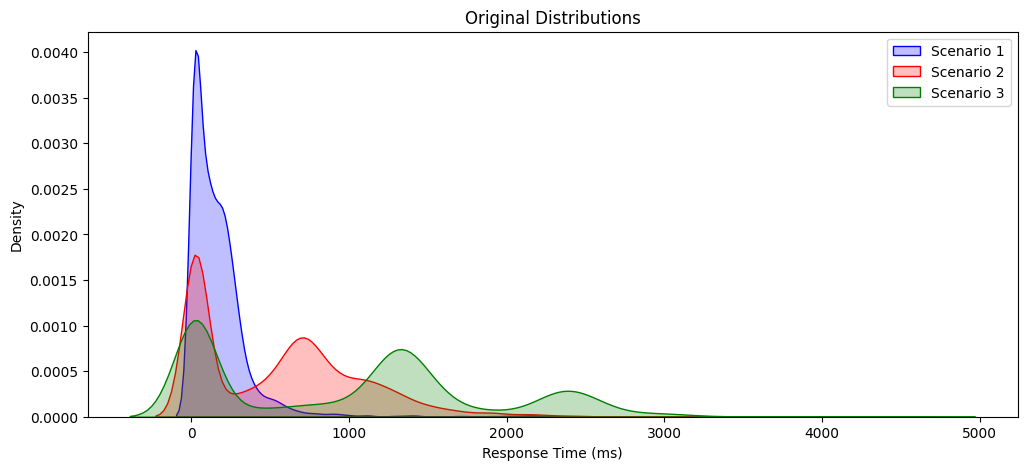 Original Distributions
Scenario 1
Scenario 2
Scenario 3
Density
0.0040
0.0035
0.0030
0.0025
0.0020
0.0015
0.0010
0.0005
0.0000
0 1000 2000 3000 4000 5000
Response Time (ms)